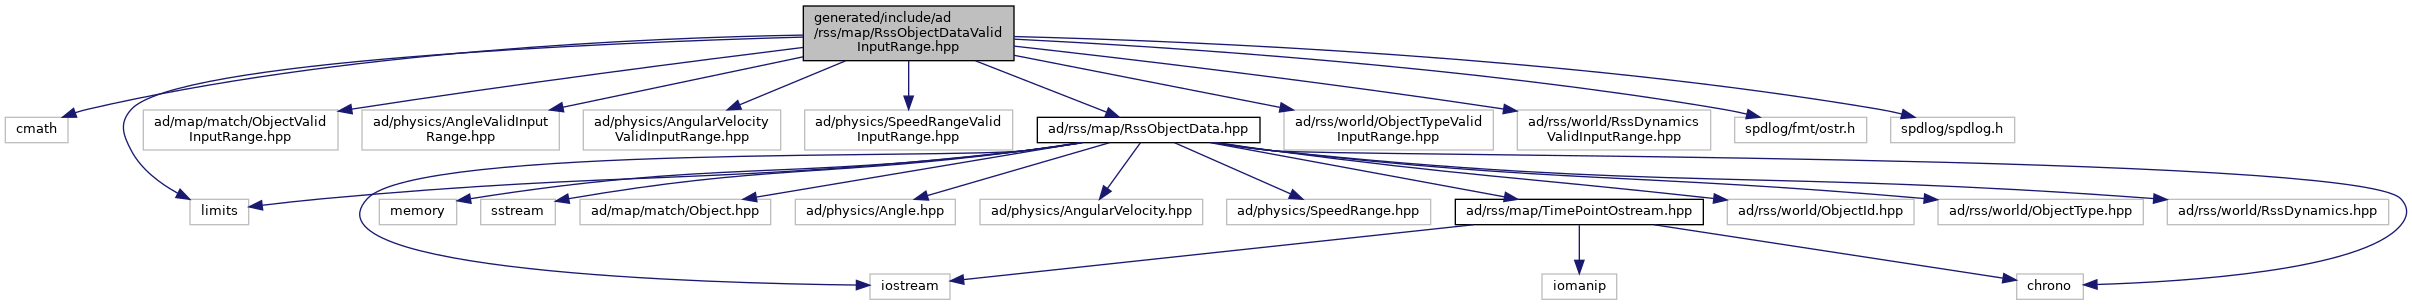 generated/include/ad
/rss/map/RssObjectDataValid
InputRange.hpp
cmath
ad/map/match/ObjectValid
InputRange.hpp
ad/physics/AngleValidInput
Range.hpp
ad/physics/AngularVelocity
ValidInputRange.hpp
ad/physics/SpeedRangeValid
InputRange.hpp
ad/rss/map/RssObjectData.hpp
ad/rss/world/ObjectTypeValid
InputRange.hpp
ad/rss/world/RssDynamics
ValidInputRange.hpp
spdlog/fmt/ostr.h
spdlog/spdlog.h
limits
memory
sstream
ad/map/match/Object.hpp
ad/physics/Angle.hpp
ad/physics/AngularVelocity.hpp
ad/physics/SpeedRange.hpp
ad/rss/map/TimePointOstream.hpp
ad/rss/world/ObjectId.hpp
ad/rss/world/ObjectType.hpp
ad/rss/world/RssDynamics.hpp
iostream
iomanip
chrono